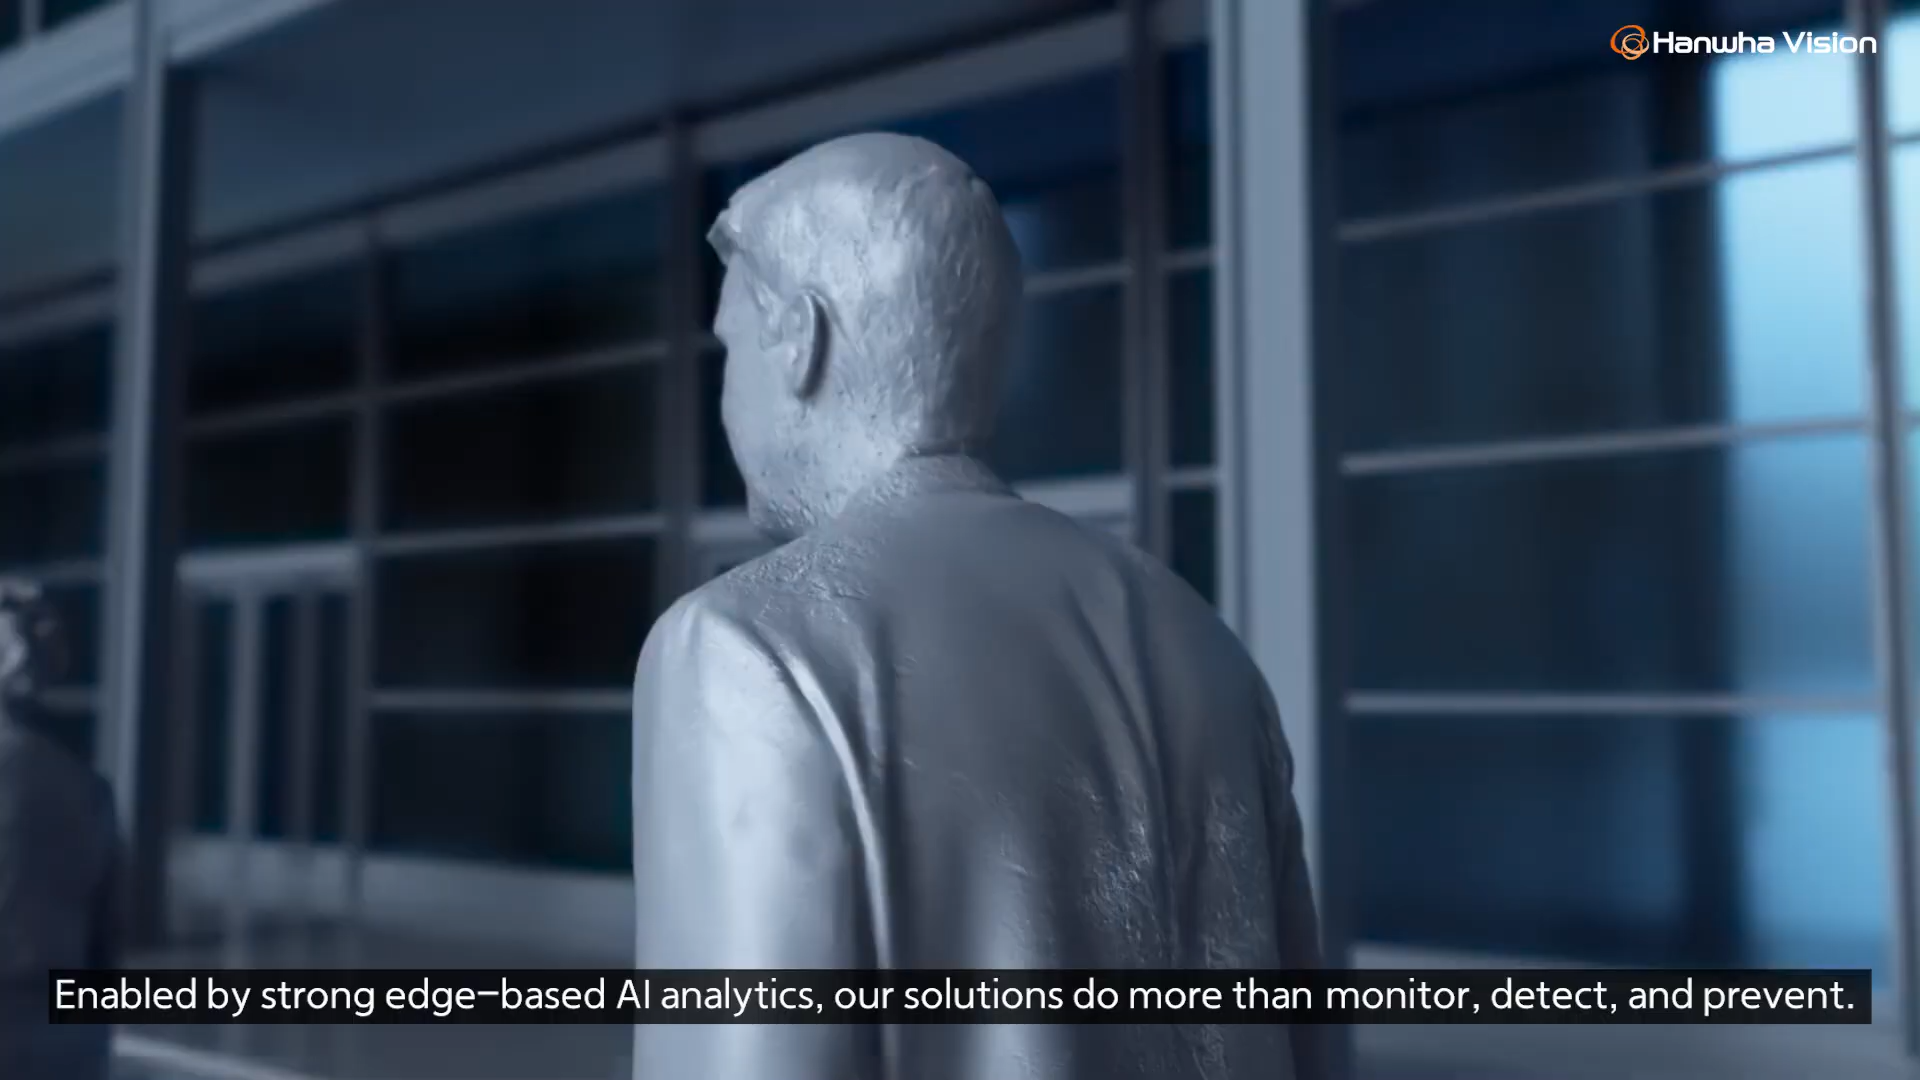 Hanwha Vision
Enabled by strong edge-based AI analytics, our solutions do more than monitor, detect, and prevent.